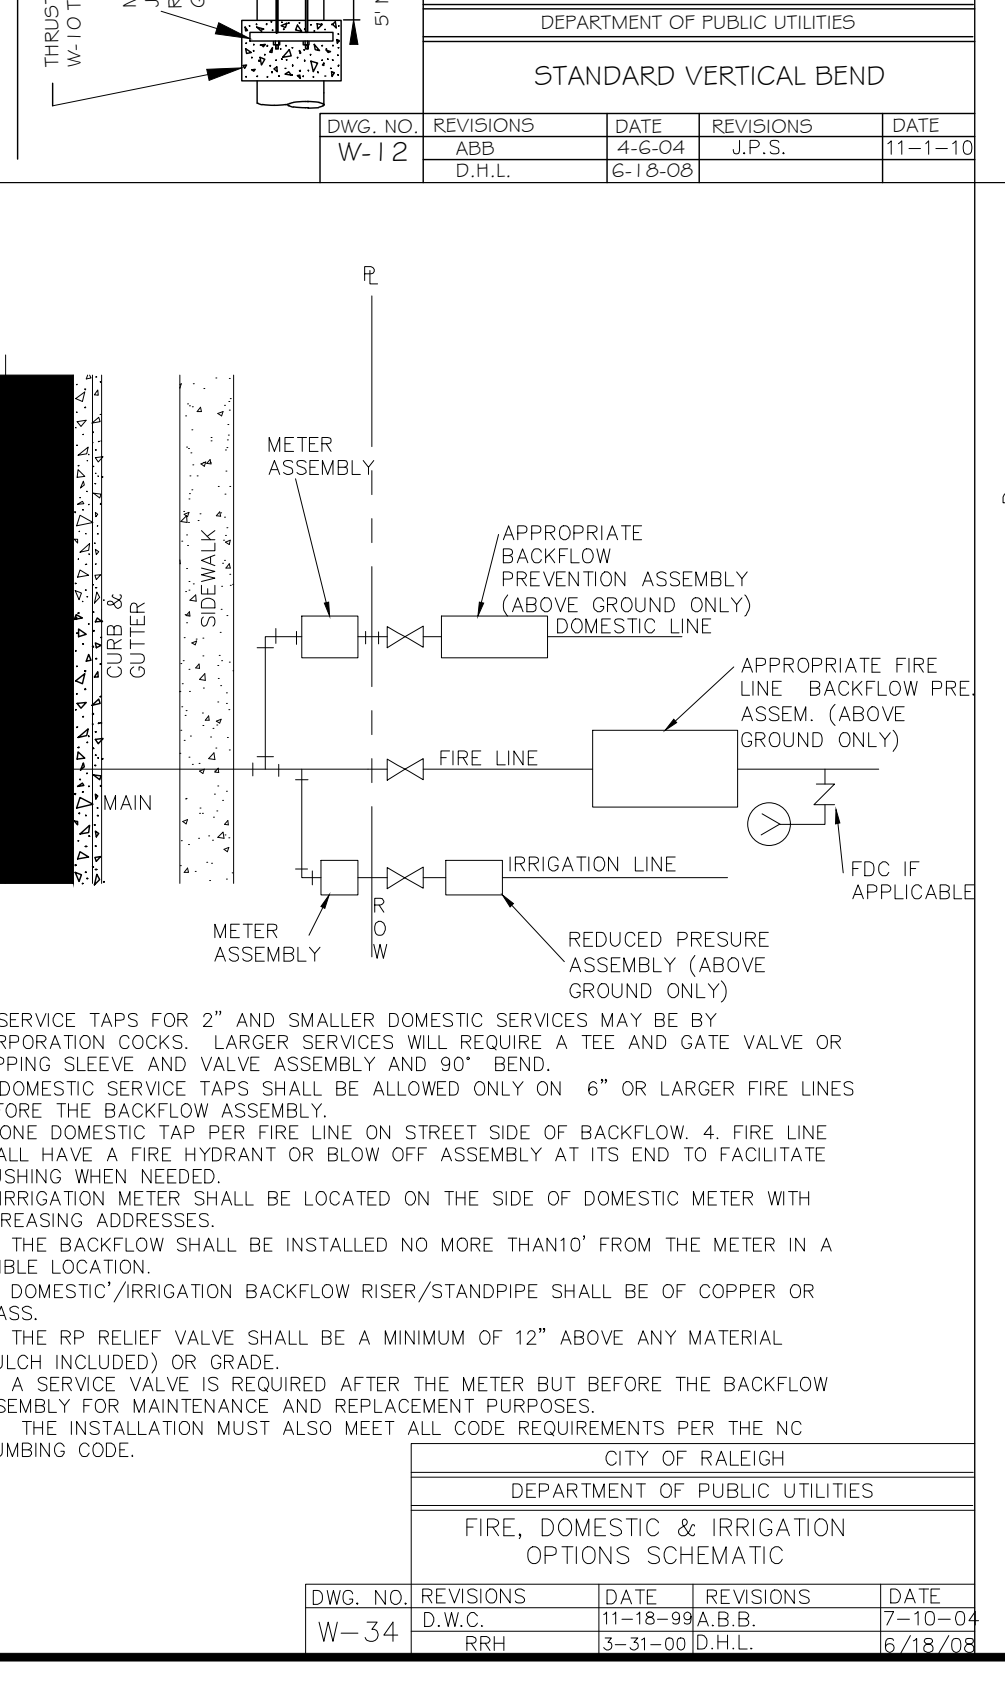 THRUS
W-10 T
5' M
DEPARTMENT OF PUBLIC UTILITIES
STANDARD VERTICAL BEND
DWG. NO. REVISIONS DATE REVISIONS DATE
W-12 ABB 4-6-04 J.P.S. 11-1-10
D.H.L. 6-18-08
PL
METER
ASSEMBLY
APPROPRIATE
BACKFLOW
PREVENTION ASSEMBLY
(ABOVE GROUND ONLY)
DOMESTIC LINE
SIDEWALK
CURB &
GUTTER
APPROPRIATE FIRE
LINE BACKFLOW PRE.
ASSEM. (ABOVE
GROUND ONLY)
FIRE LINE
MAIN
FDC IF
APPLICABLE
IRRIGATION LINE
METER
ASSEMBLY
R
O
W
REDUCED PRESURE
ASSEMBLY (ABOVE
GROUND ONLY)
SERVICE TAPS FOR 2" AND SMALLER DOMESTIC SERVICES MAY BE BY
RPORATION COCKS. LARGER SERVICES WILL REQUIRE A TEE AND GATE VALVE OR
PPING SLEEVE AND VALVE ASSEMBLY AND 90° BEND.
DOMESTIC SERVICE TAPS SHALL BE ALLOWED ONLY ON 6" OR LARGER FIRE LINES
FORE THE BACKFLOW ASSEMBLY.
ONE DOMESTIC TAP PER FIRE LINE ON STREET SIDE OF BACKFLOW. 4. FIRE LINE
ALL HAVE A FIRE HYDRANT OR BLOW OFF ASSEMBLY AT ITS END TO FACILITATE
USHING WHEN NEEDED.
IRRIGATION METER SHALL BE LOCATED ON THE SIDE OF DOMESTIC METER WITH
REASING ADDRESSES.
THE BACKFLOW SHALL BE INSTALLED NO MORE THAN10' FROM THE METER IN A
IBLE LOCATION.
DOMESTIC'/IRRIGATION BACKFLOW RISER/STANDPIPE SHALL BE OF COPPER OR
ASS.
THE RP RELIEF VALVE SHALL BE A MINIMUM OF 12" ABOVE ANY MATERIAL
ULCH INCLUDED) OR GRADE.
A SERVICE VALVE IS REQUIRED AFTER THE METER BUT BEFORE THE BACKFLOW
SEMBLY FOR MAINTENANCE AND REPLACEMENT PURPOSES.
THE INSTALLATION MUST ALSO MEET ALL CODE REQUIREMENTS PER THE NC
UMBING CODE.
CITY OF RALEIGH
DEPARTMENT OF PUBLIC UTILITIES
FIRE, DOMESTIC & IRRIGATION
OPTIONS SCHEMATIC
DWG. NO. REVISIONS DATE REVISIONS DATE
W-34 D.W.C. 11-18-99 A.B.B. 7-10-04
RRH 3-31-00 D.H.L. 6/18/08